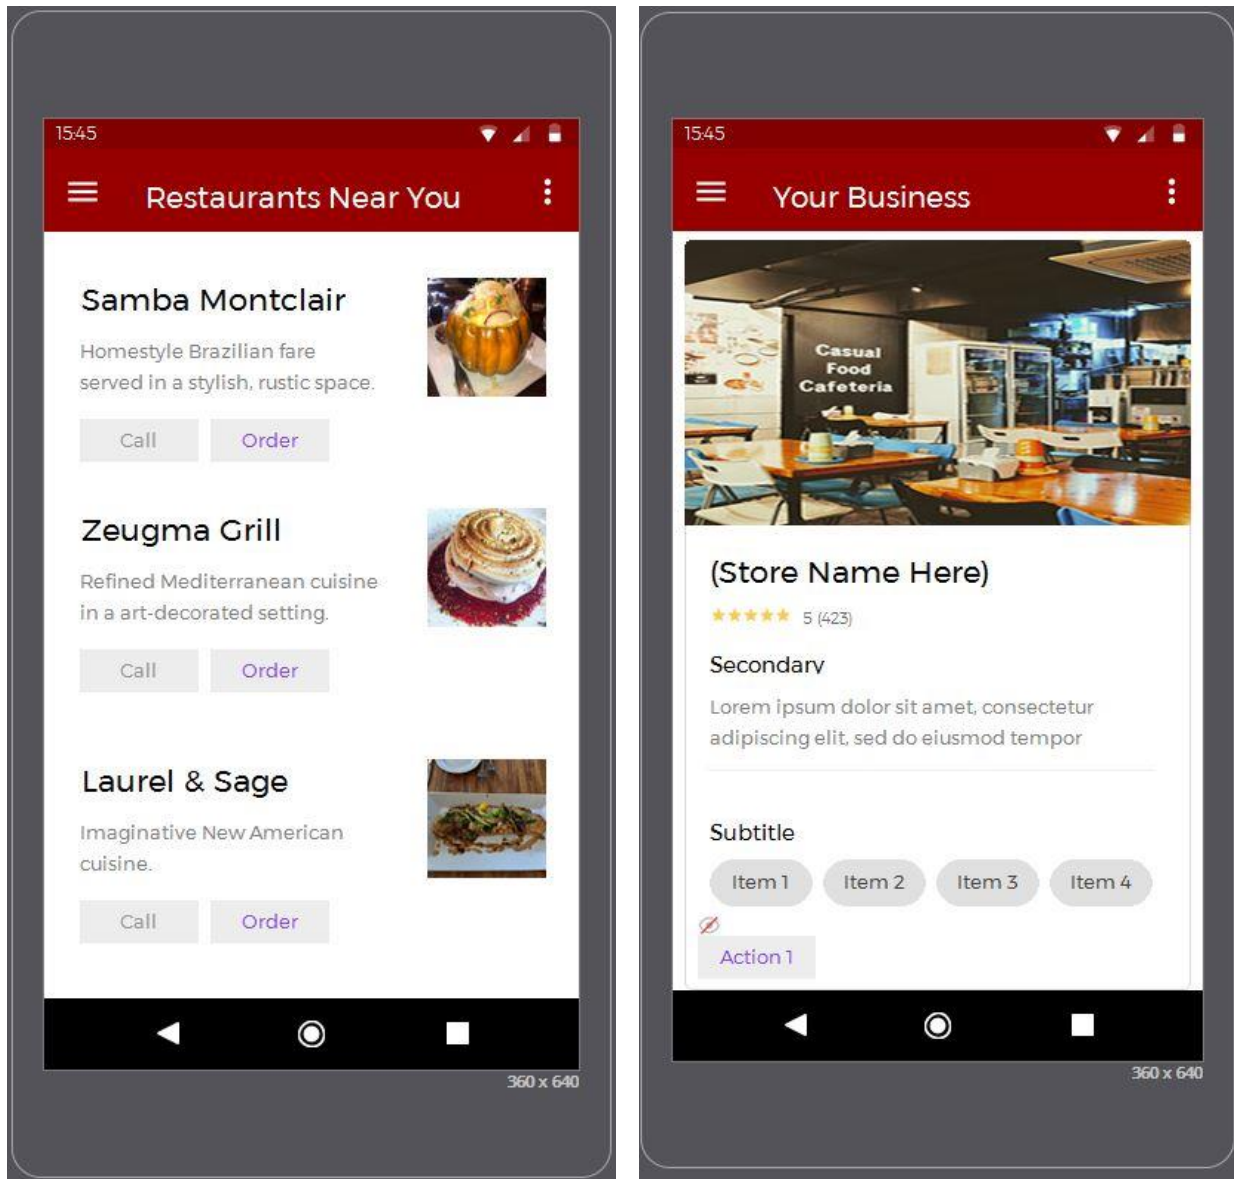 15:45
Restaurants Near You
Samba Montclair
Homestyle Brazilian fare
served in a stylish, rustic space.
Call
Order
Zeugma Grill
Refined Mediterranean cuisine
in a art-decorated setting.
Call
Order
Laurel & Sage
Imaginative New American
cuisine.
Call
Order
360 x 640
15:45
Your Business
Casual
Food
Cafeteria
(Store Name Here)
5 (423)
Secondary
Lorem ipsum dolor sit amet, consectetur
adipiscing elit, sed do eiusmod tempor
Subtitle
Item 1
Item 2
Item 3
Item 4
Action 1
360 x 640